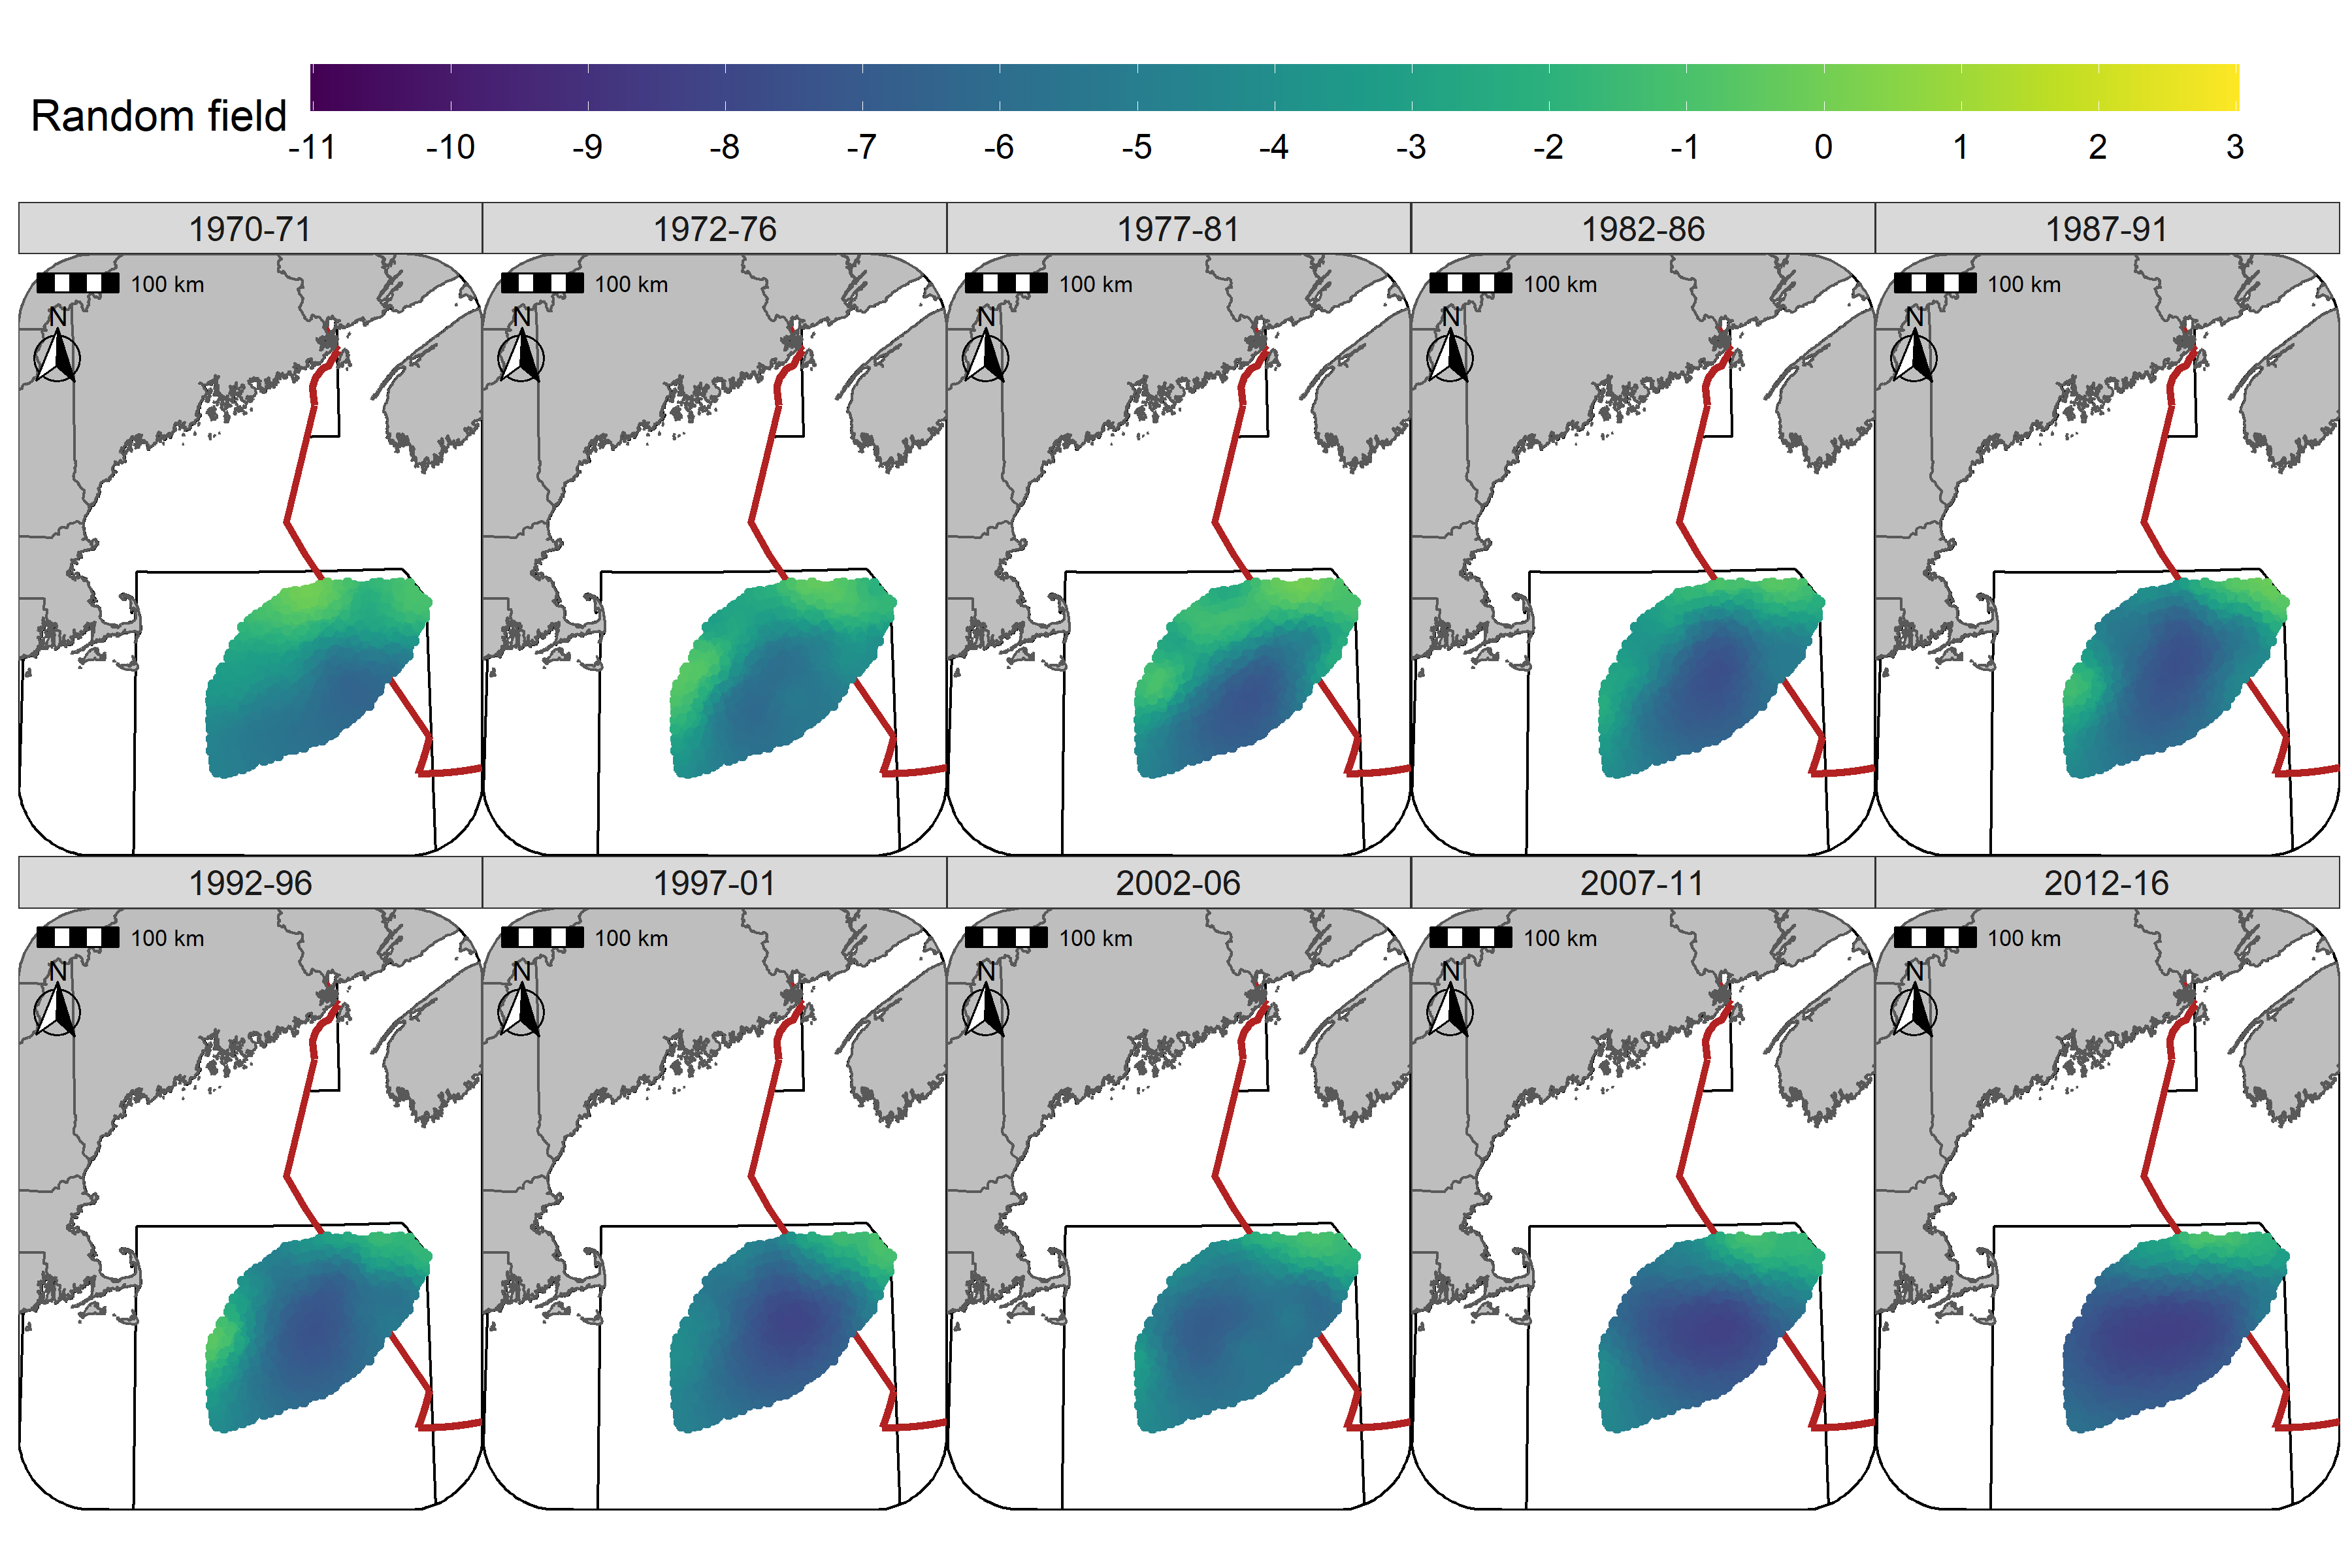 Random field
-11 -10 -9 -8 -7 -6 -5 -4 -3 -2 -1 0 1 2 3
1970-71 1972-76 1977-81 1982-86 1987-91
100 km 100 km 100 km 100 km 100 km
N N N N N
1992-96 1997-01 2002-06 2007-11 2012-16
100 km 100 km 100 km 100 km 100 km
N N N N N